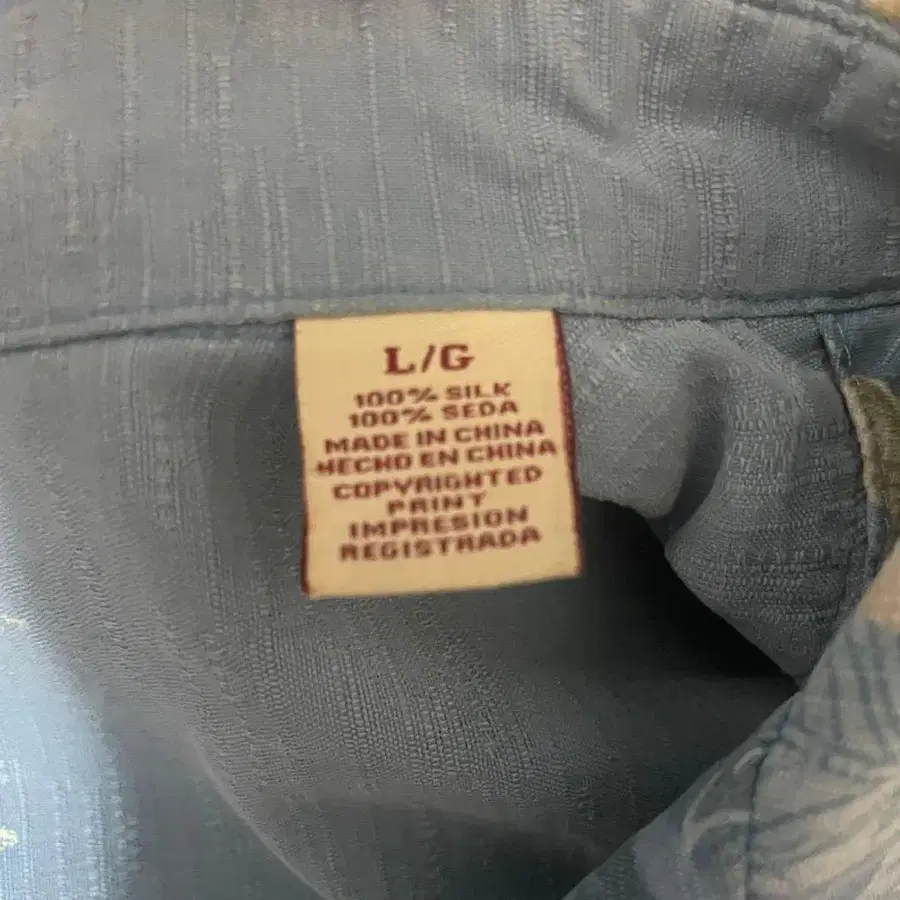 L/G
100% SILK
100% SEDA
MADE IN CHINA
HECHO EN CHINA
COPYRIGHTED
PRINT
IMPRESION
REGISTRADA